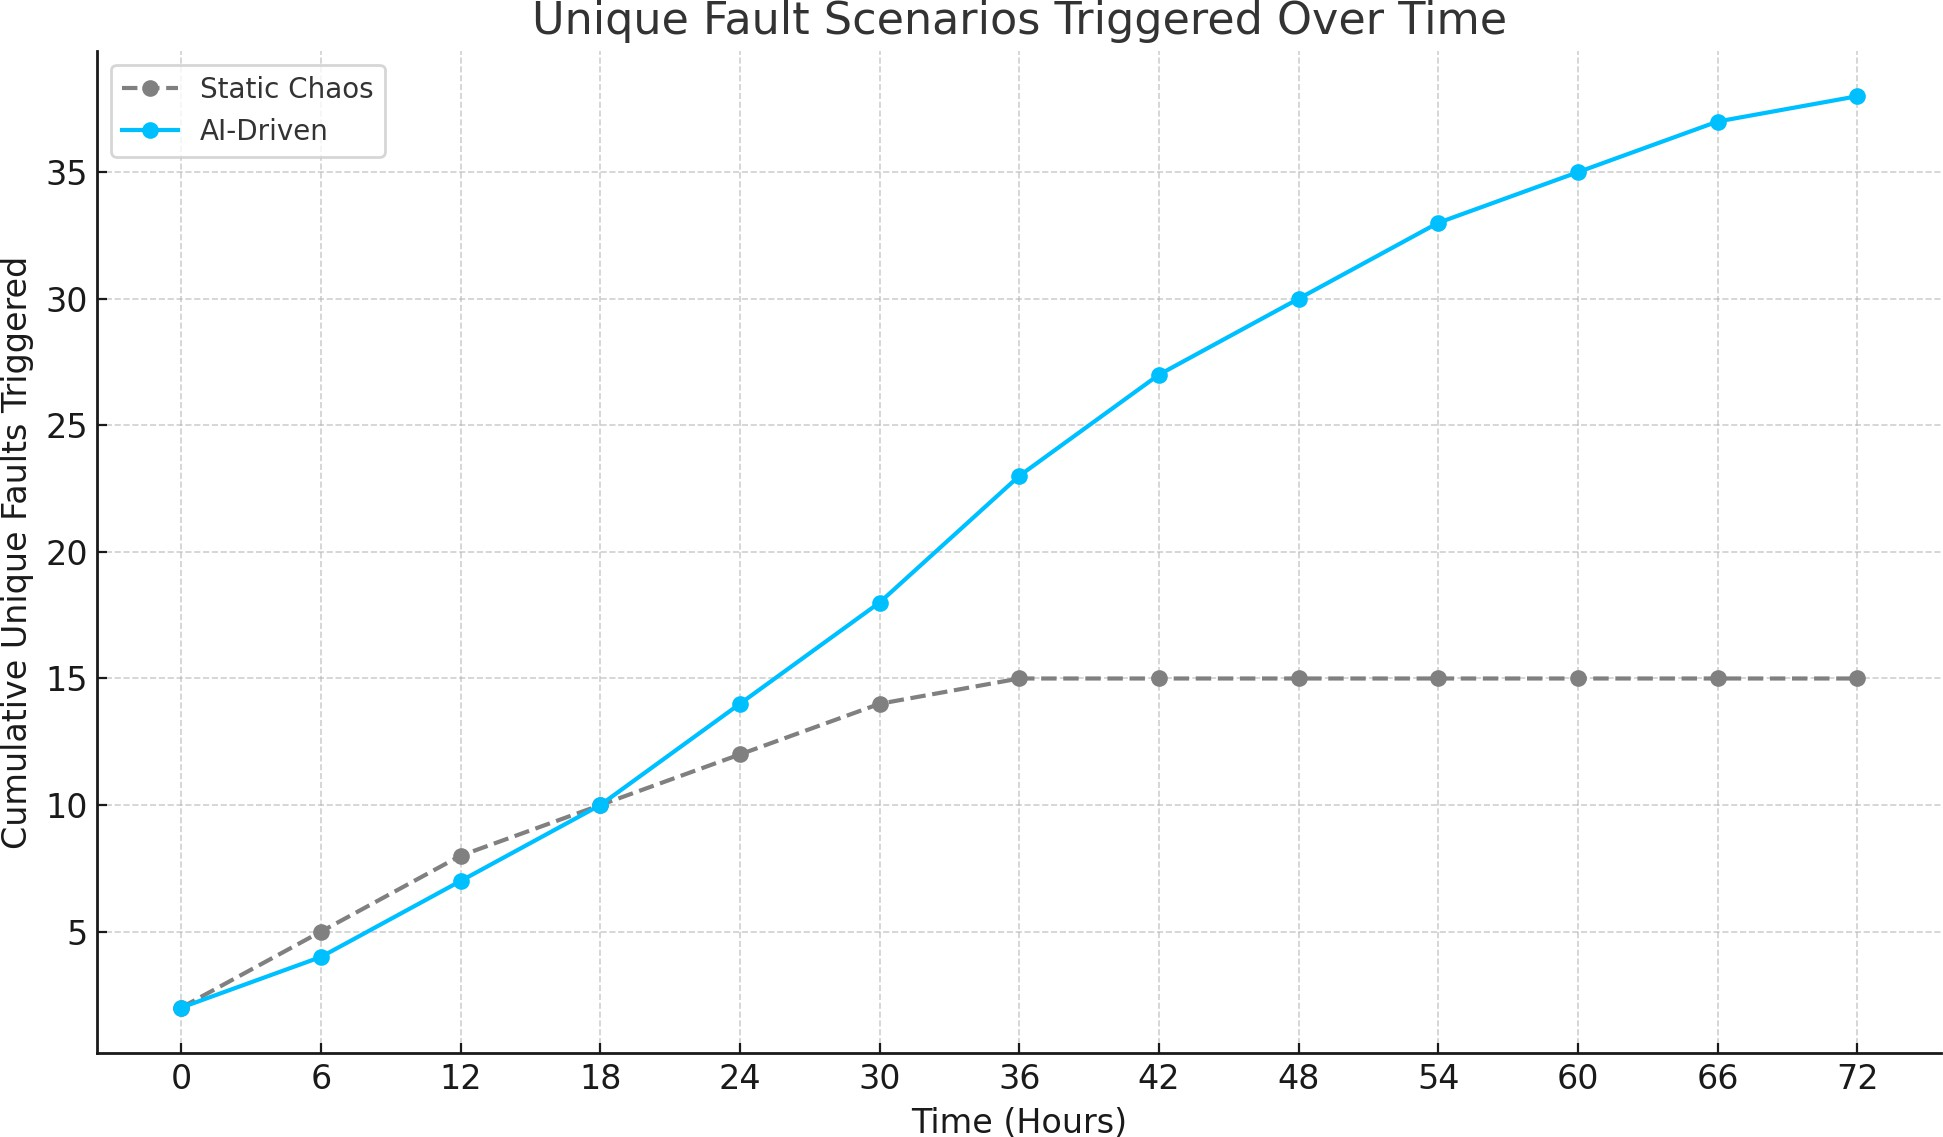 Unique Fault Scenarios Triggered Over Time
Static Chaos
AI-Driven
Cumulative Unique Faults Triggered
35
30
25
20
15
10
5
0 6 12 18 24 30 36 42 48 54 60 66 72
Time (Hours)